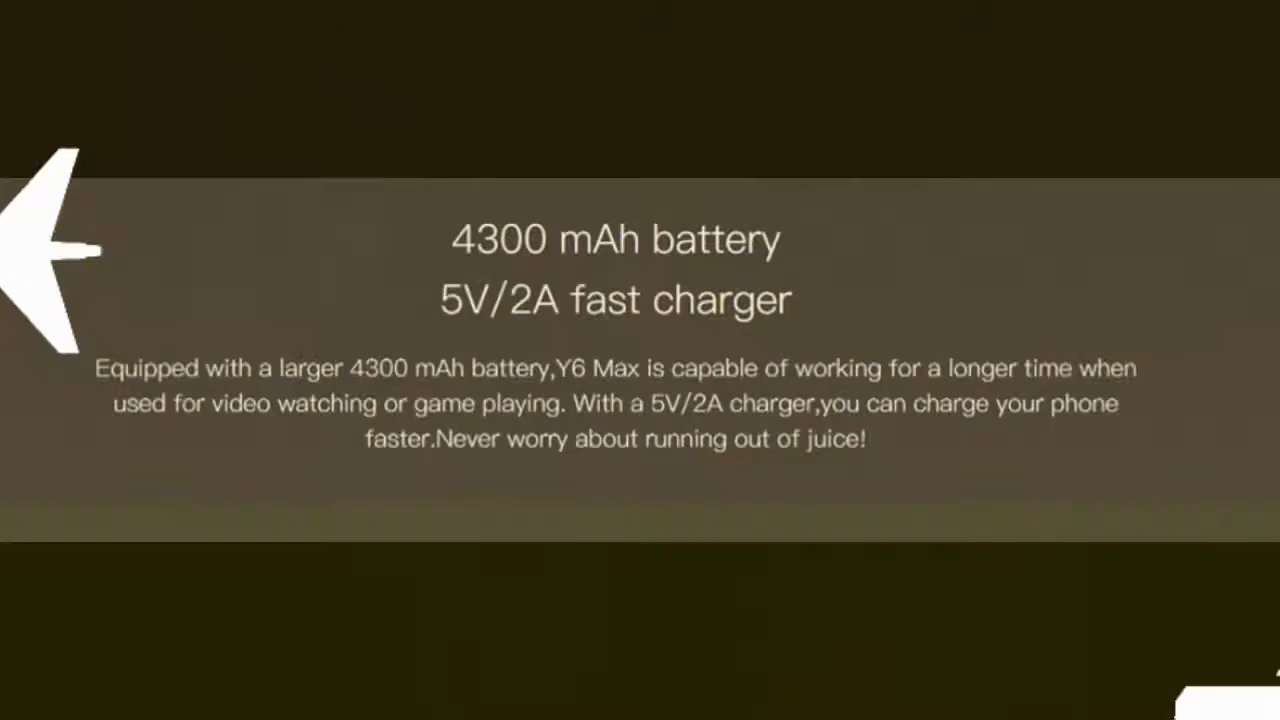 4300 mAh battery
5V/2A fast charger
Equipped with a larger 4300 mAh battery,Y6 Max is capable of working for a longer time when
used for video watching or game playing. With a 5V/2A charger,you can charge your phone
faster.Never worry about running out of juice!